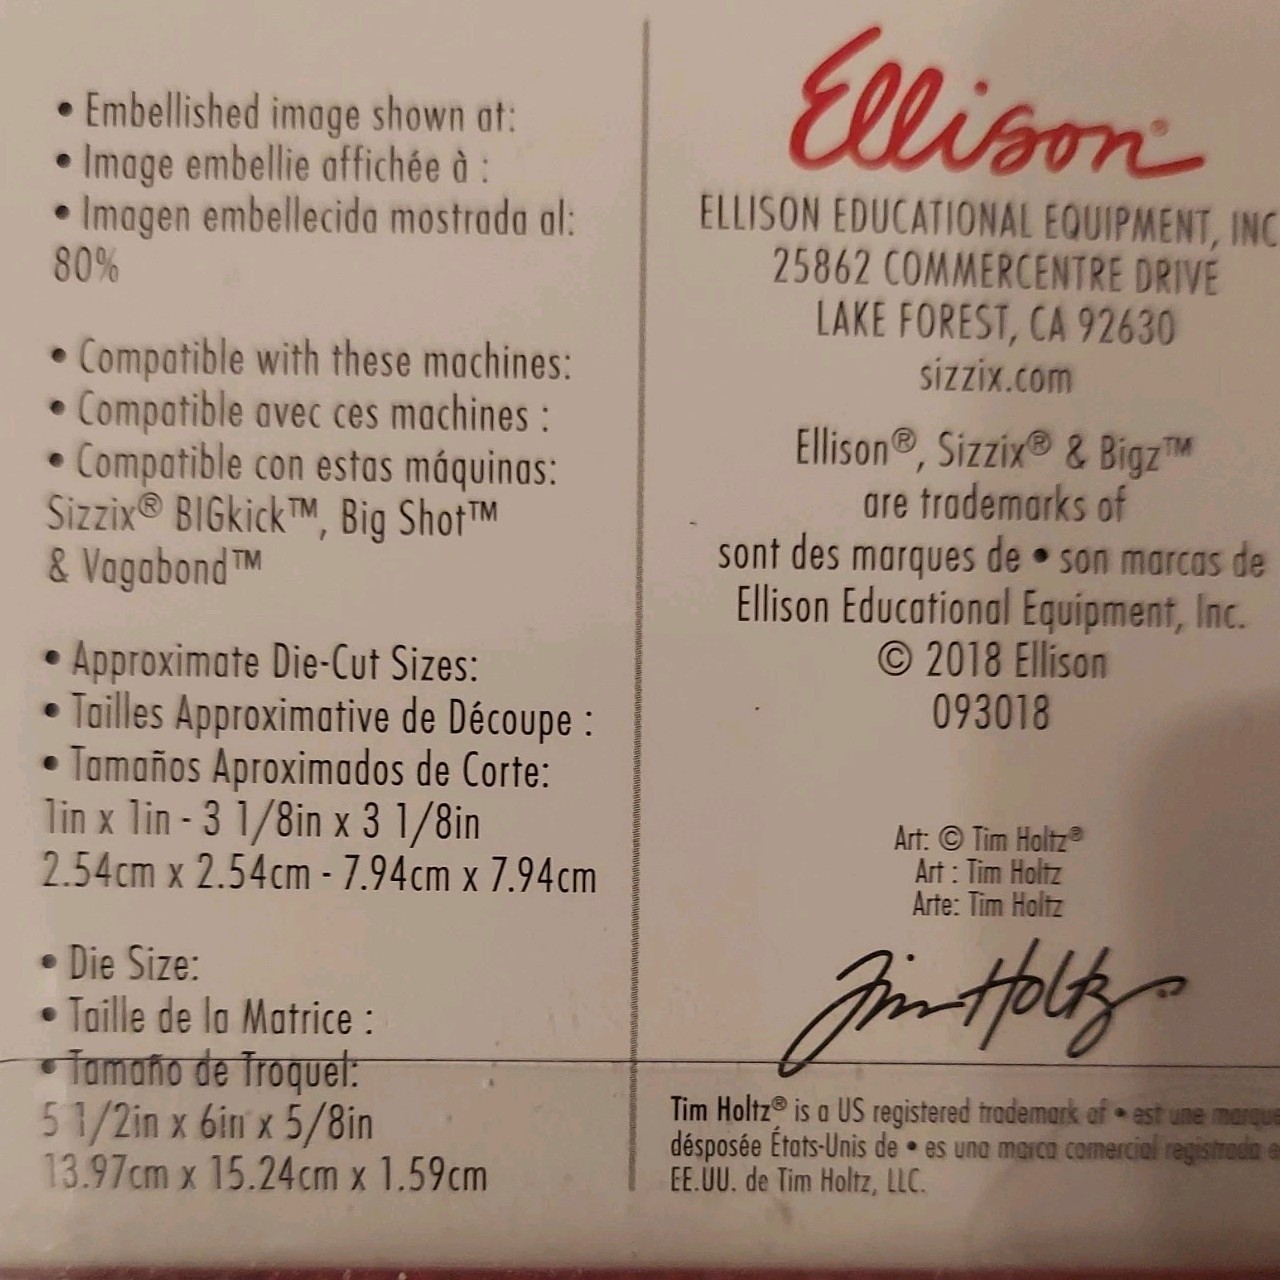 • Embellished image shown at:
• Image embellie affichée à :
• Imagen embellecida mostrada al:
80%
• Compatible with these machines:
• Compatible avec ces machines :
• Compatible con estas máquinas:
Sizzix® BIGkick™, Big Shot™
& Vagabond™
• Approximate Die-Cut Sizes:
• Tailles Approximative de Découpe :
• Tamaños Aproximados de Corte:
1in x 1in - 3 1/8in x 3 1/8in
2.54cm x 2.54cm - 7.94cm x 7.94cm
• Die Size:
• Taille de la Matrice :
• Tamaño de Troquel:
5 1/2in x 6in x 5/8in
13.97cm x 15.24cm x 1.59cm
Ellison®
ELLISON EDUCATIONAL EQUIPMENT, INC
25862 COMMERCENTRE DRIVE
LAKE FOREST, CA 92630
sizzix.com
Ellison®, Sizzix® & Bigz™
are trademarks of
sont des marques de • son marcas de
Ellison Educational Equipment, Inc.
© 2018 Ellison
093018
Art: © Tim Holtz®
Art : Tim Holtz
Arte: Tim Holtz
Tim Holtz
Tim Holtz® is a US registered trademark of • est une marque
désposée États-Unis de • es una marca comercial registrada e
EE.UU. de Tim Holtz, LLC.